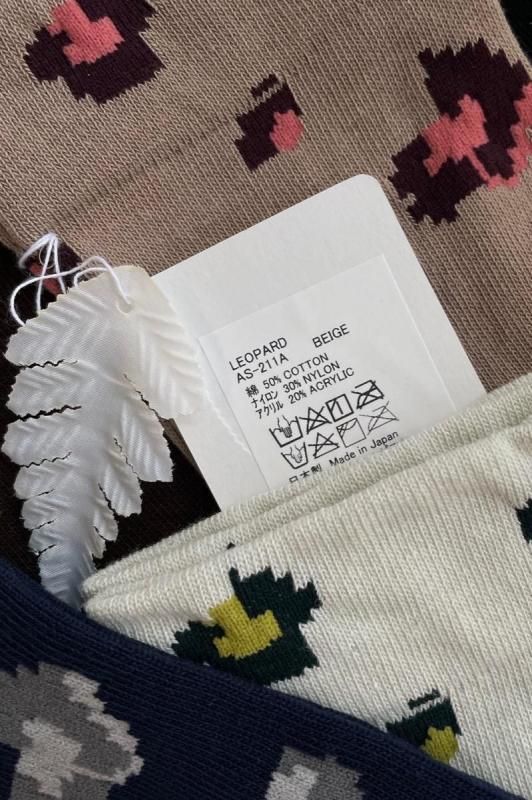 LEOPARD BEIGE
AS-211A
綿 50% COTTON
ナイロン 30% NYLON
アクリル 20% ACRYLIC
日本製 Made in Japan